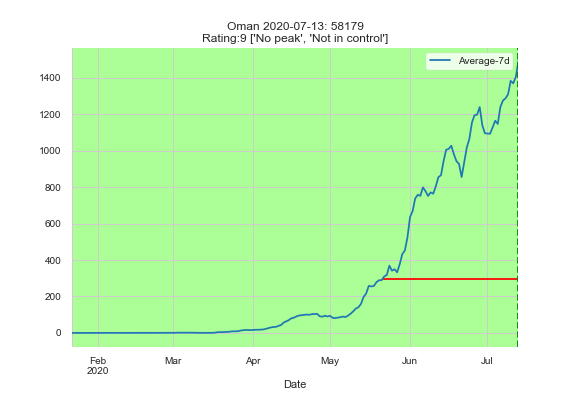 Oman 2020-07-13: 58179
Rating:9 ['No peak', 'Not in control']
Average-7d
1400
1200
1000
800
600
400
200
0
Feb Mar Apr May Jun Jul
2020
Date